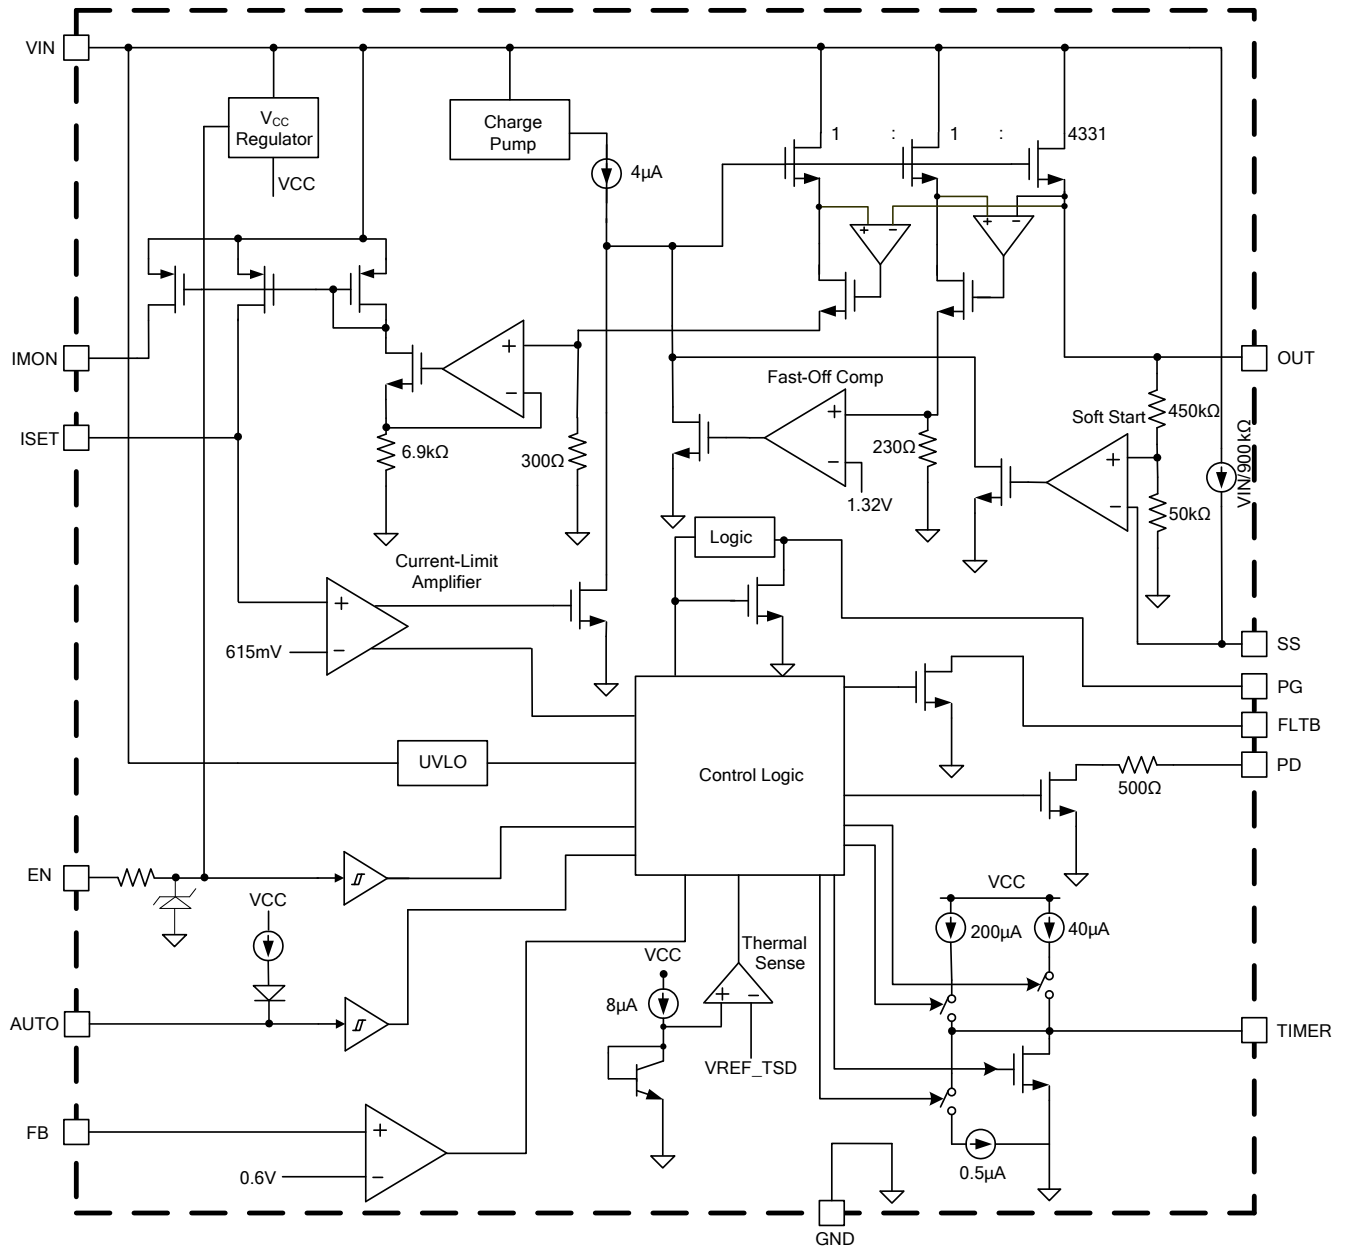 VIN
VCC
Regulator
VCC
Charge
Pump
4µA
1 : 1 : 4331
+ − + −
IMON
ISET
OUT
+
−
6.9kΩ
300Ω
Fast-Off Comp
+
−
230Ω
1.32V
Soft Start
+
−
450kΩ
50kΩ
VIN/900 kΩ
Logic
Current-Limit
Amplifier
+
−
615mV
SS
PG
FLTB
PD
500Ω
UVLO
Control Logic
EN
VCC
AUTO
VCC
8µA
Thermal
Sense
+ −
VREF_TSD
VCC
200µA
40µA
TIMER
0.5µA
FB
+
−
0.6V
GND